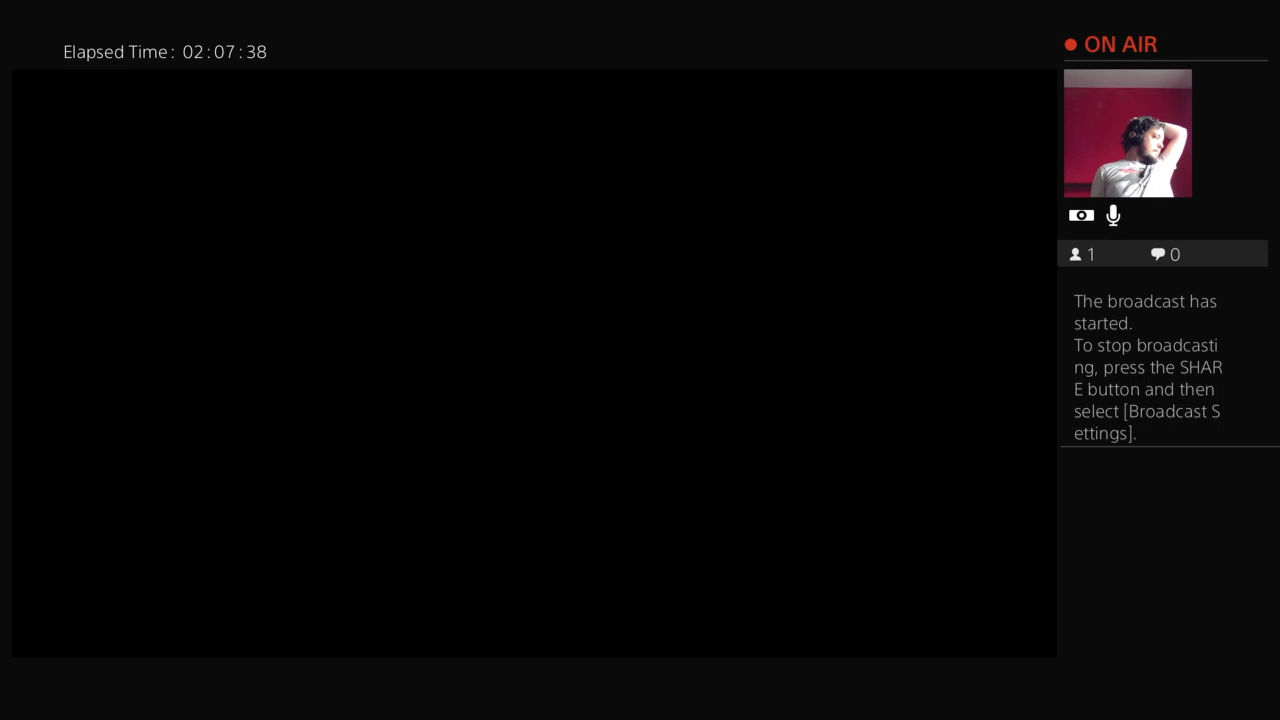 Elapsed Time: 02:07:38
ON AIR
1 0
The broadcast has
started.
To stop broadcasti
ng, press the SHAR
E button and then
select [Broadcast S
ettings].